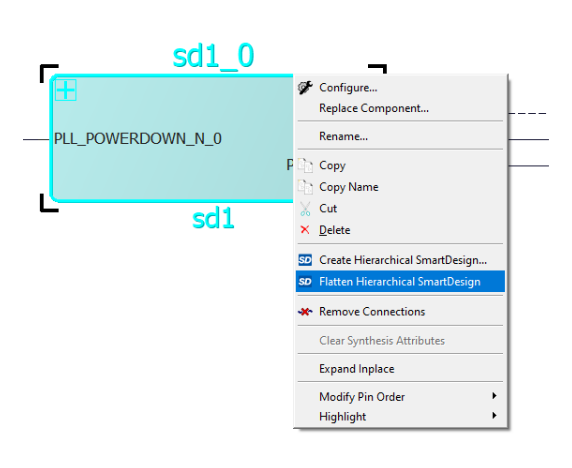 sd1_0
PLL_POWERDOWN_N_0
P
sd1
Configure...
Replace Component...
Rename...
Copy
Copy Name
Cut
Delete
SD Create Hierarchical SmartDesign...
SD Flatten Hierarchical SmartDesign
Remove Connections
Clear Synthesis Attributes
Expand Inplace
Modify Pin Order
Highlight